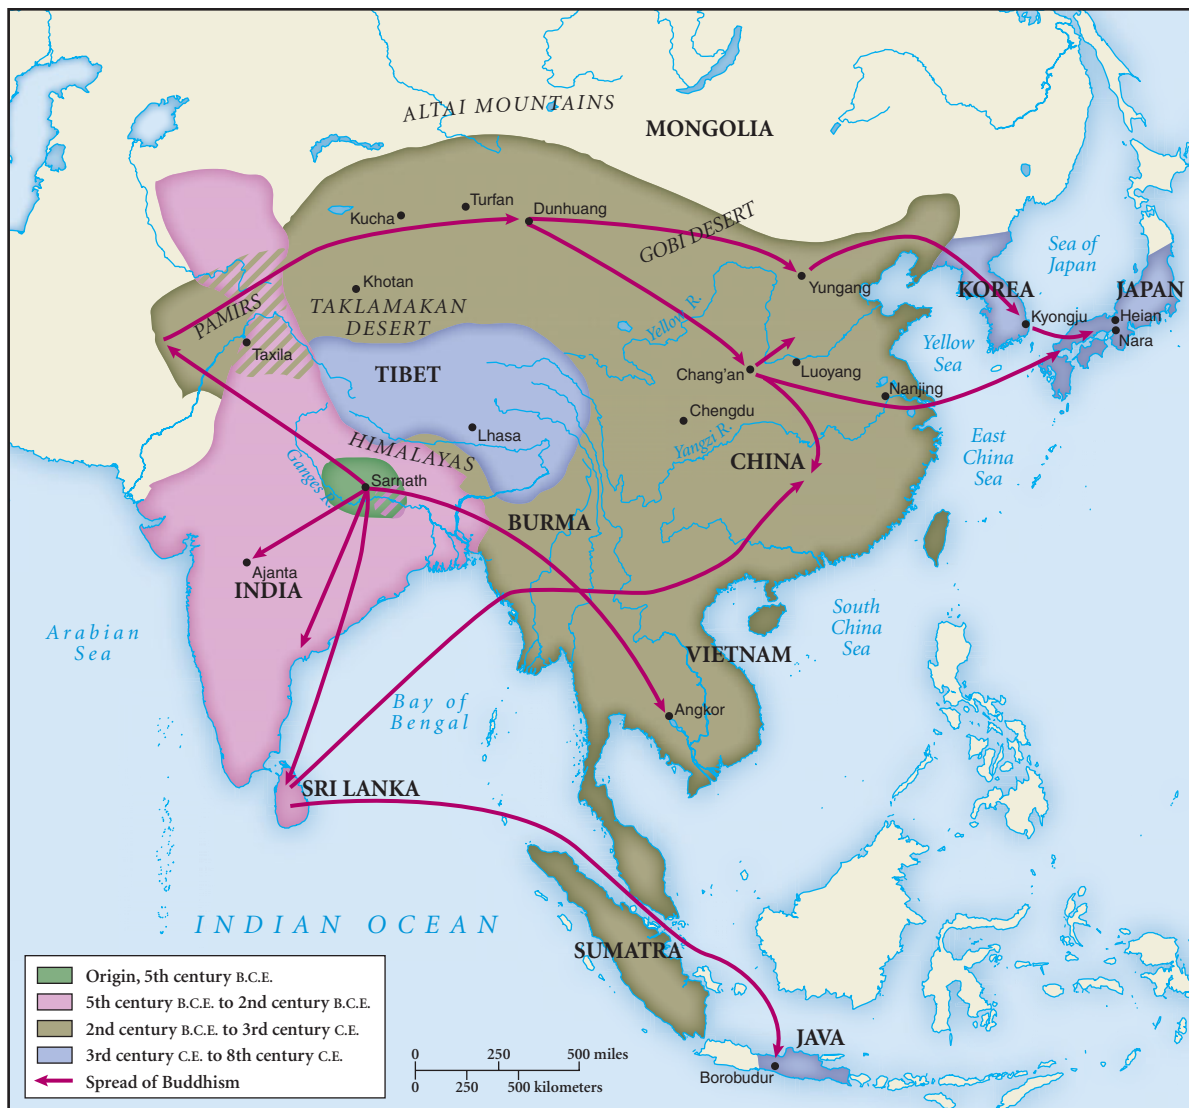 ALTAI MOUNTAINS
MONGOLIA
Turfan
Kucha
Dunhuang
GOBI DESERT
Sea of
Japan
Khotan
Yungang
KOREA
JAPAN
PAMIRS
TAKLAMAKAN
DESERT
Yellow R.
Kyongju
Heian
Nara
Taxila
Yellow
Sea
TIBET
Chang'an
Luoyang
Nanjing
Chengdu
Lhasa
HIMALAYAS
Yangzi R.
CHINA
East
China
Sea
Ganges R.
Sarnath
BURMA
Ajanta
INDIA
Arabian
Sea
South
China
Sea
VIETNAM
Bay of
Bengal
Angkor
SRI LANKA
INDIAN OCEAN
SUMATRA
JAVA
Borobudur
Origin, 5th century B.C.E.
5th century B.C.E. to 2nd century B.C.E.
2nd century B.C.E. to 3rd century C.E.
3rd century C.E. to 8th century C.E.
Spread of Buddhism
0 250 500 miles
0 250 500 kilometers